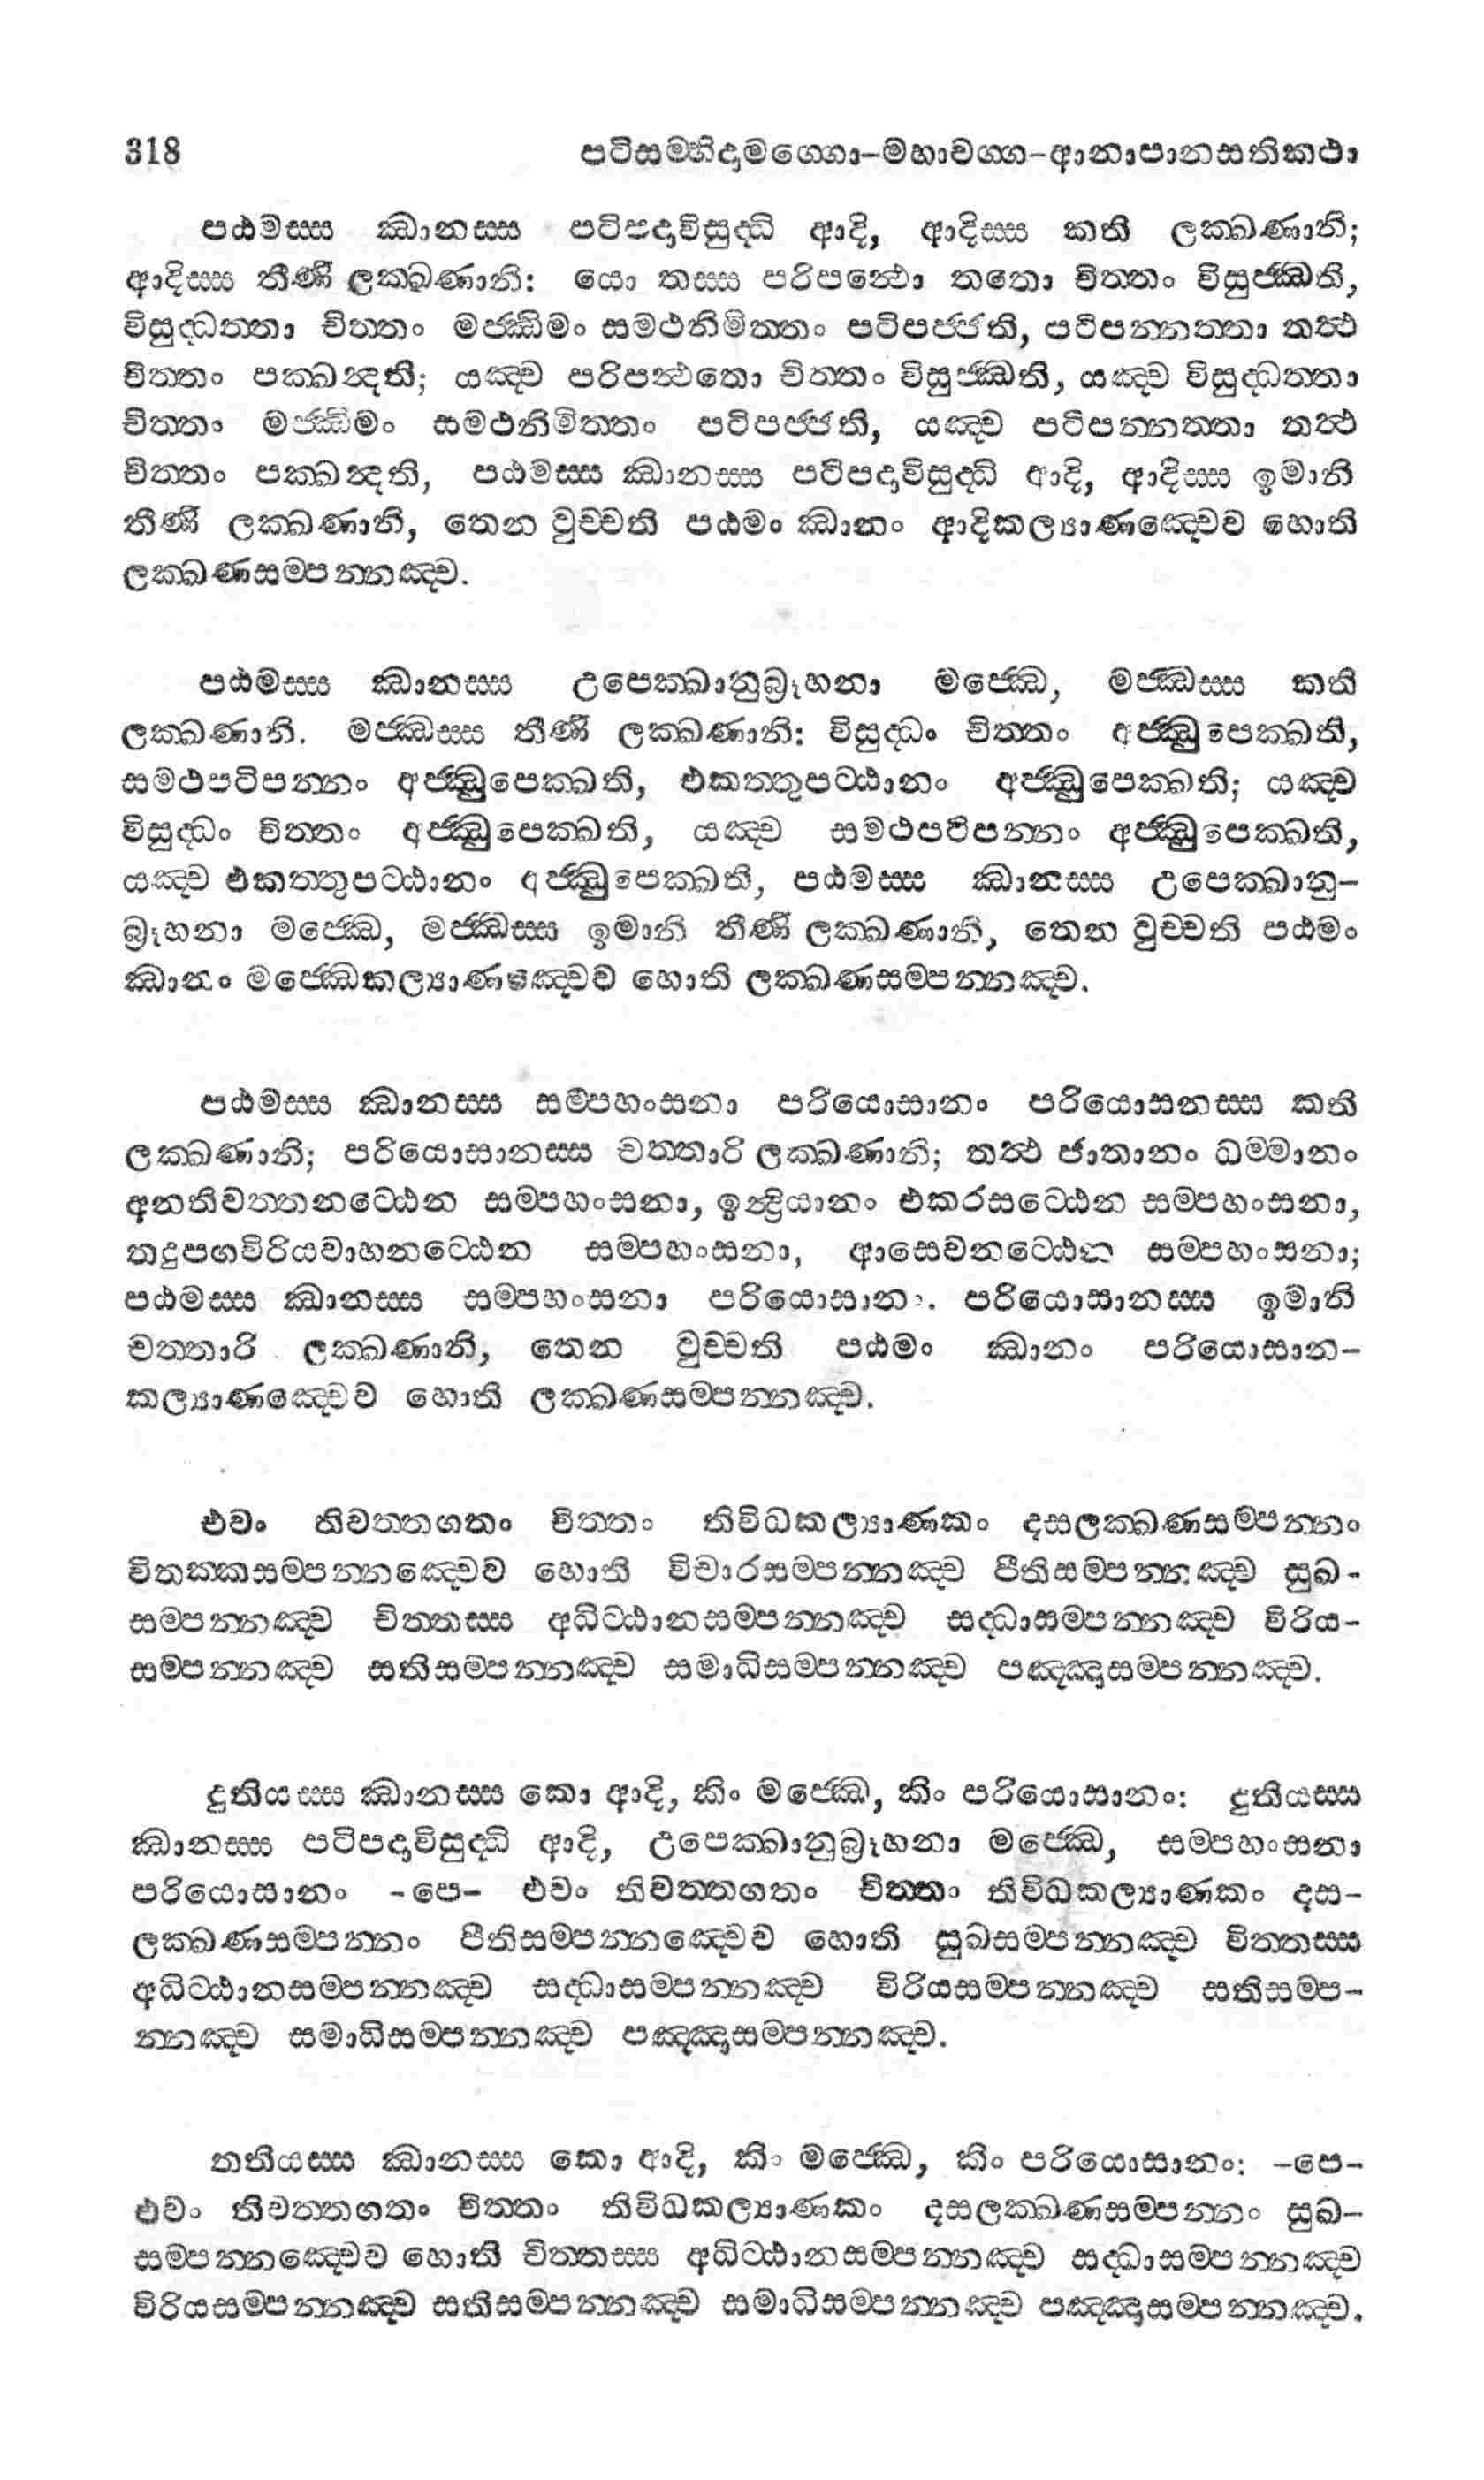 318 පටිසම්භිදාමග්ගො–මහාවග්ග–ආනාපානසතිකථා
පඨමස්ස ඣානස්ස පටිපදාවිසුද්ධි ආදි, ආදිස්ස කති ලක්ඛණානි;
ආදිස්ස තීණි ලක්ඛණානි: යො තස්ස පරිපන්ථො තතො චිත්තං විසුජ්ඣති,
විසුද්ධත්තා චිත්තං මජ්ඣිමං සමථනිමිත්තං පටිපජ්ජති, පටිපන්නත්තා තත්ථ
චිත්තං පක්ඛන්දති; යඤ්ච පරිපන්ථතො චිත්තං විසුජ්ඣති, යඤ්ච විසුද්ධත්තා
චිත්තං මජ්ඣිමං සමථනිමිත්තං පටිපජ්ජති, යඤ්ච පටිපන්නත්තා තත්ථ
චිත්තං පක්ඛන්දති, පඨමස්ස ඣානස්ස පටිපදාවිසුද්ධි ආදි, ආදිස්ස ඉමානි
තීණි ලක්ඛණානි, තෙන වුච්චති පඨමං ඣානං ආදිකල්‍යාණඤ්චෙව හොති
ලක්ඛණසම්පන්නඤ්ච.
පඨමස්ස ඣානස්ස උපෙක්ඛානුබ්‍රෑහනා මජ්ඣෙ, මජ්ඣස්ස කති
ලක්ඛණානි. මජ්ඣස්ස තීණි ලක්ඛණානි: විසුද්ධං චිත්තං අජ්ඣුපෙක්ඛති,
සමථපටිපන්නං අජ්ඣුපෙක්ඛති, එකත්තුපට්ඨානං අජ්ඣුපෙක්ඛති; යඤ්ච
විසුද්ධං චිත්තං අජ්ඣුපෙක්ඛති, යඤ්ච සමථපටිපන්නං අජ්ඣුපෙක්ඛති,
යඤ්ච එකත්තුපට්ඨානං අජ්ඣුපෙක්ඛති, පඨමස්ස ඣානස්ස උපෙක්ඛානු–
බ්‍රෑහනා මජ්ඣෙ, මජ්ඣස්ස ඉමානි තීණි ලක්ඛණානි, තෙන වුච්චති පඨමං
ඣානං මජ්ඣෙකල්‍යාණඤ්චෙව හොති ලක්ඛණසම්පන්නඤ්ච.
පඨමස්ස ඣානස්ස සම්පහංසනා පරියොසානං පරියොසනස්ස කති
ලක්ඛණානි; පරියොසානස්ස චත්තාරි ලක්ඛණානි; තත්ථ ජාතානං ධම්මානං
අනතිවත්තනට්ඨෙන සම්පහංසනා, ඉන්ද්‍රියානං එකරසට්ඨෙන සම්පහංසනා,
තදුපගවිරියවාහනට්ඨෙන සම්පහංසනා, ආසෙවනට්ඨෙන සම්පහංසනා;
පඨමස්ස ඣානස්ස සම්පහංසනා පරියොසානං. පරියොසානස්ස ඉමානි
චත්තාරි ලක්ඛණානි, තෙන වුච්චති පඨමං ඣානං පරියොසාන–
කල්‍යාණඤ්චෙව හොති ලක්ඛණසම්පන්නඤ්ච.
එවං තිවත්තගතං චිත්තං තිවිධකල්‍යාණකං දසලක්ඛණසම්පන්නං
විතක්කසම්පන්නඤ්චෙව හොති විචාරසම්පන්නඤ්ච පීතිසම්පන්නඤ්ච සුඛ-
සම්පන්නඤ්ච චිත්තස්ස අධිට්ඨානසම්පන්නඤ්ච සද්ධාසම්පන්නඤ්ච විරිය–
සම්පන්නඤ්ච සතිසම්පන්නඤ්ච සමාධිසම්පන්නඤ්ච පඤ්ඤාසම්පන්නඤ්ච.
දුතියස්ස ඣානස්ස කො ආදි, කිං මජ්ඣෙ, කිං පරියොසානං: දුතියස්ස
ඣානස්ස පටිපදාවිසුද්ධි ආදි, උපෙක්ඛානුබ්‍රෑහනා මජ්ඣෙ, සම්පහංසනා
පරියොසානං -පෙ- එවං තිවත්තගතං චිත්තං තිවිධකල්‍යාණකං දස–
ලක්ඛණසම්පන්නං පීතිසම්පන්නඤ්චෙව හොති සුඛසම්පන්නඤ්ච චිත්තස්ස
අධිට්ඨානසම්පන්නඤ්ච සද්ධාසම්පන්නඤ්ච විරියසම්පන්නඤ්ච සතිසම්ප–
න්නඤ්ච සමාධිසම්පන්නඤ්ච පඤ්ඤාසම්පන්නඤ්ච.
තතියස්ස ඣානස්ස කො ආදි, කිං මජ්ඣෙ, කිං පරියොසානං: –පෙ–
එවං තිවත්තගතං චිත්තං තිවිධකල්‍යාණකං දසලක්ඛණසම්පන්නං සුඛ–
සම්පන්නඤ්චෙව හොති චිත්තස්ස අධිට්ඨානසම්පන්නඤ්ච සද්ධාසම්පන්නඤ්ච
විරියසම්පන්නඤ්ච සතිසම්පන්නඤ්ච සමාධිසම්පන්නඤ්ච පඤ්ඤාසම්පන්නඤ්ච.